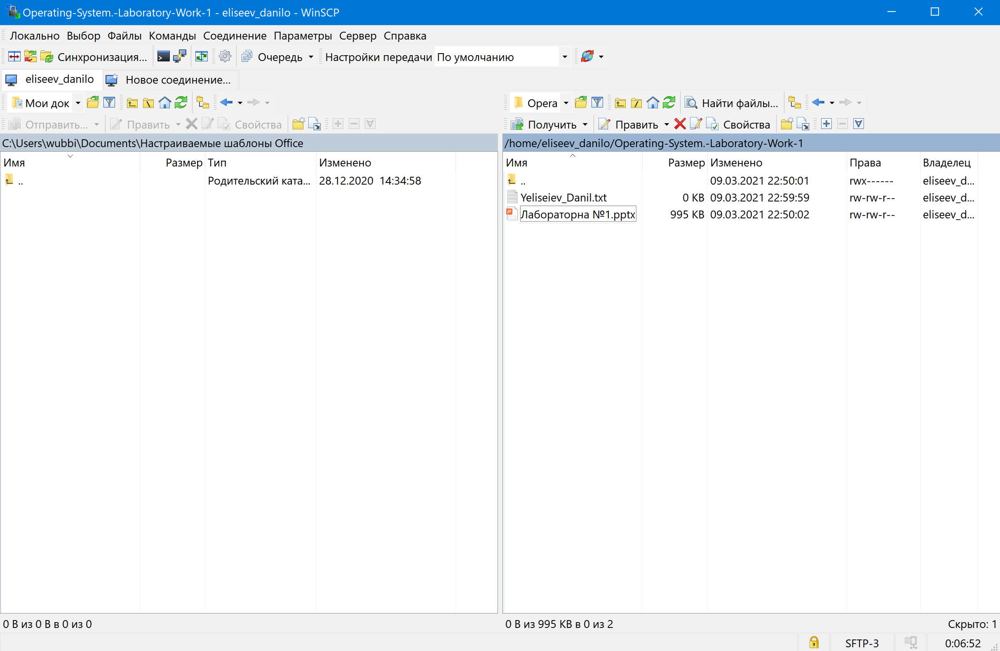 Operating-System.-Laboratory-Work-1 - eliseev_danilo - WinSCP
Локально Выбор Файлы Команды Соединение Параметры Сервер Справка
Синхронизация... Очередь Настройки передачи По умолчанию
eliseev_danilo Новое соединение...
Мои док
Отправить... Править Свойства
C:\Users\wubbi\Documents\Настраиваемые шаблоны Office
Имя Размер Тип Изменено
.. Родительский ката... 28.12.2020 14:34:58
0 B из 0 B в 0 из 0
Opera Найти файлы...
Получить Править Свойства
/home/eliseev_danilo/Operating-System.-Laboratory-Work-1
Имя Размер Изменено Права Владелец
.. 09.03.2021 22:50:01 rwx------ eliseev_d...
Yeliseiev_Danil.txt 0 KB 09.03.2021 22:59:59 rw-rw-r-- eliseev_d...
Лабораторна №1.pptx 995 KB 09.03.2021 22:50:02 rw-rw-r-- eliseev_d...
0 B из 995 KB в 0 из 2 Скрыто: 1
SFTP-3 0:06:52